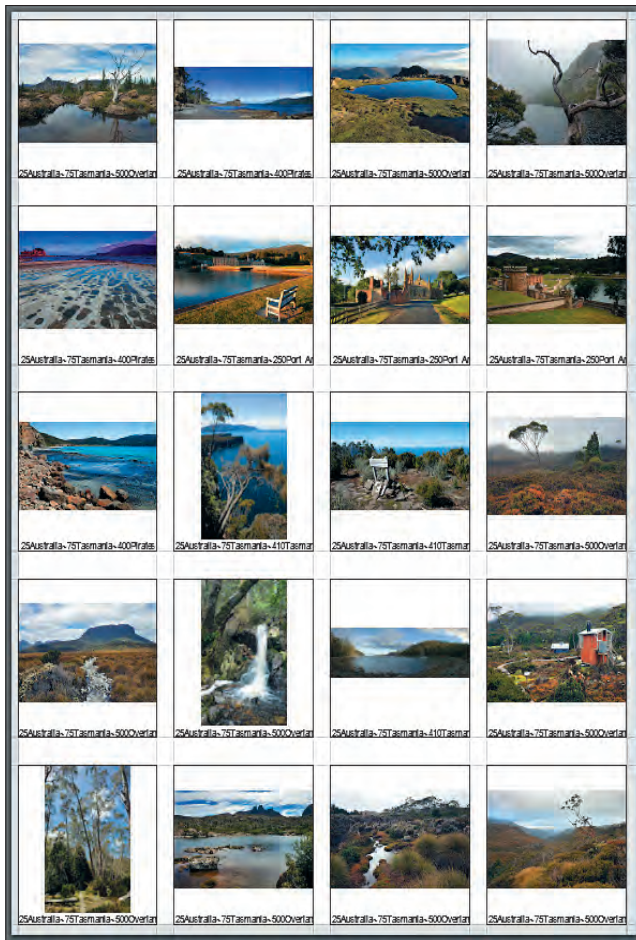 25Australia~75Tasmania~500Overlan
25Australia~75Tasmania~400Pirates
25Australia~75Tasmania~500Overlan
25Australia~75Tasmania~500Overlan
25Australia~75Tasmania~400Pirates
25Australia~75Tasmania~250Port Ar
25Australia~75Tasmania~250Port Ar
25Australia~75Tasmania~250Port Ar
25Australia~75Tasmania~400Pirates
25Australia~75Tasmania~410Tasmar
25Australia~75Tasmania~410Tasmar
25Australia~75Tasmania~500Overlan
25Australia~75Tasmania~500Overlan
25Australia~75Tasmania~500Overlan
25Australia~75Tasmania~410Tasmar
25Australia~75Tasmania~500Overlan
25Australia~75Tasmania~500Overlan
25Australia~75Tasmania~500Overlan
25Australia~75Tasmania~500Overlan
25Australia~75Tasmania~500Overlan